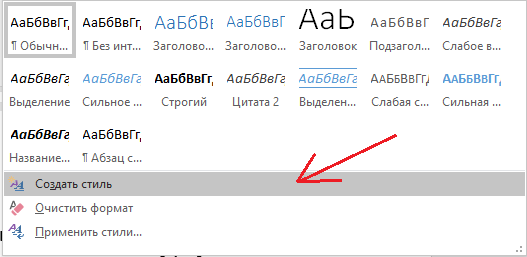 АаБбВвГг, АаБбВвГг, АаБбВвГ АаБбВвГг АаЬ АаБбВвГг АаБбВвГг
¶ Обычн... ¶ Без инт... Заголово... Заголово... Заголовок Подзагол... Слабое в...
АаБбВвГг АаБбВвГг АаБбВвГг, АаБбВвГг АаБбВвГг АаБбВвГгД ААБбВвГгД
Выделение Сильное ... Строгий Цитата 2 Выделен... Слабая с... Сильная ...
АаБбВвГг АаБбВвГг,
Название... ¶ Абзац с...
Создать стиль
Очистить формат
Применить стили...